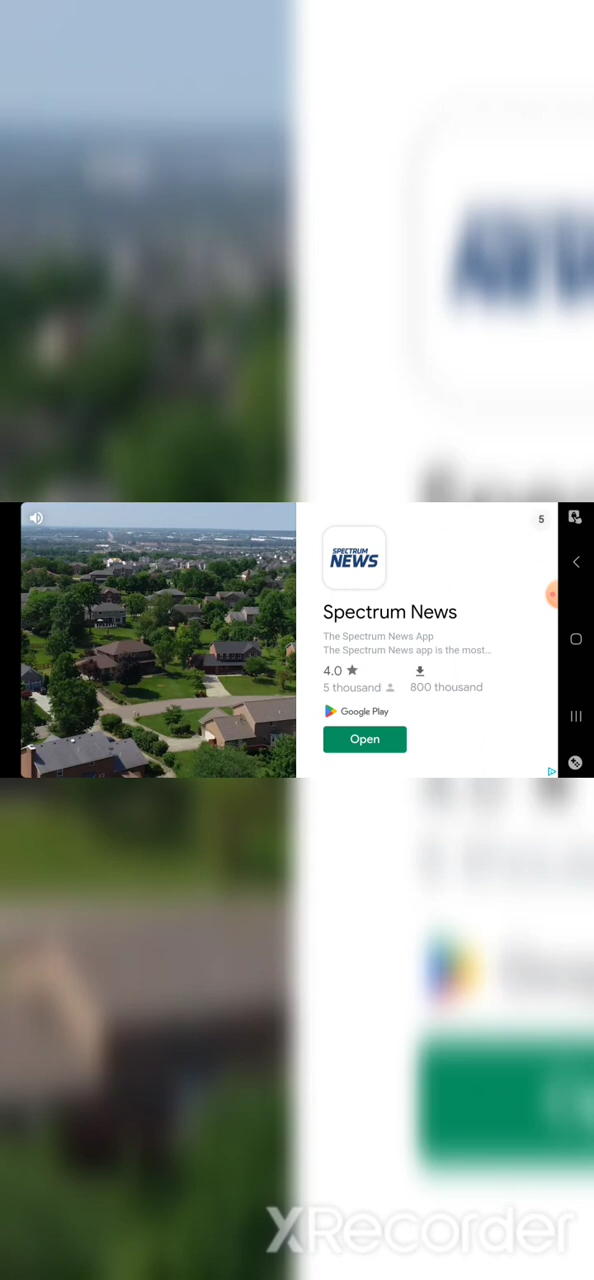 5
SPECTRUM
NEWS
Spectrum News
The Spectrum News App
The Spectrum News app is the most...
4.0
5 thousand 800 thousand
Google Play
Open
XRecorder